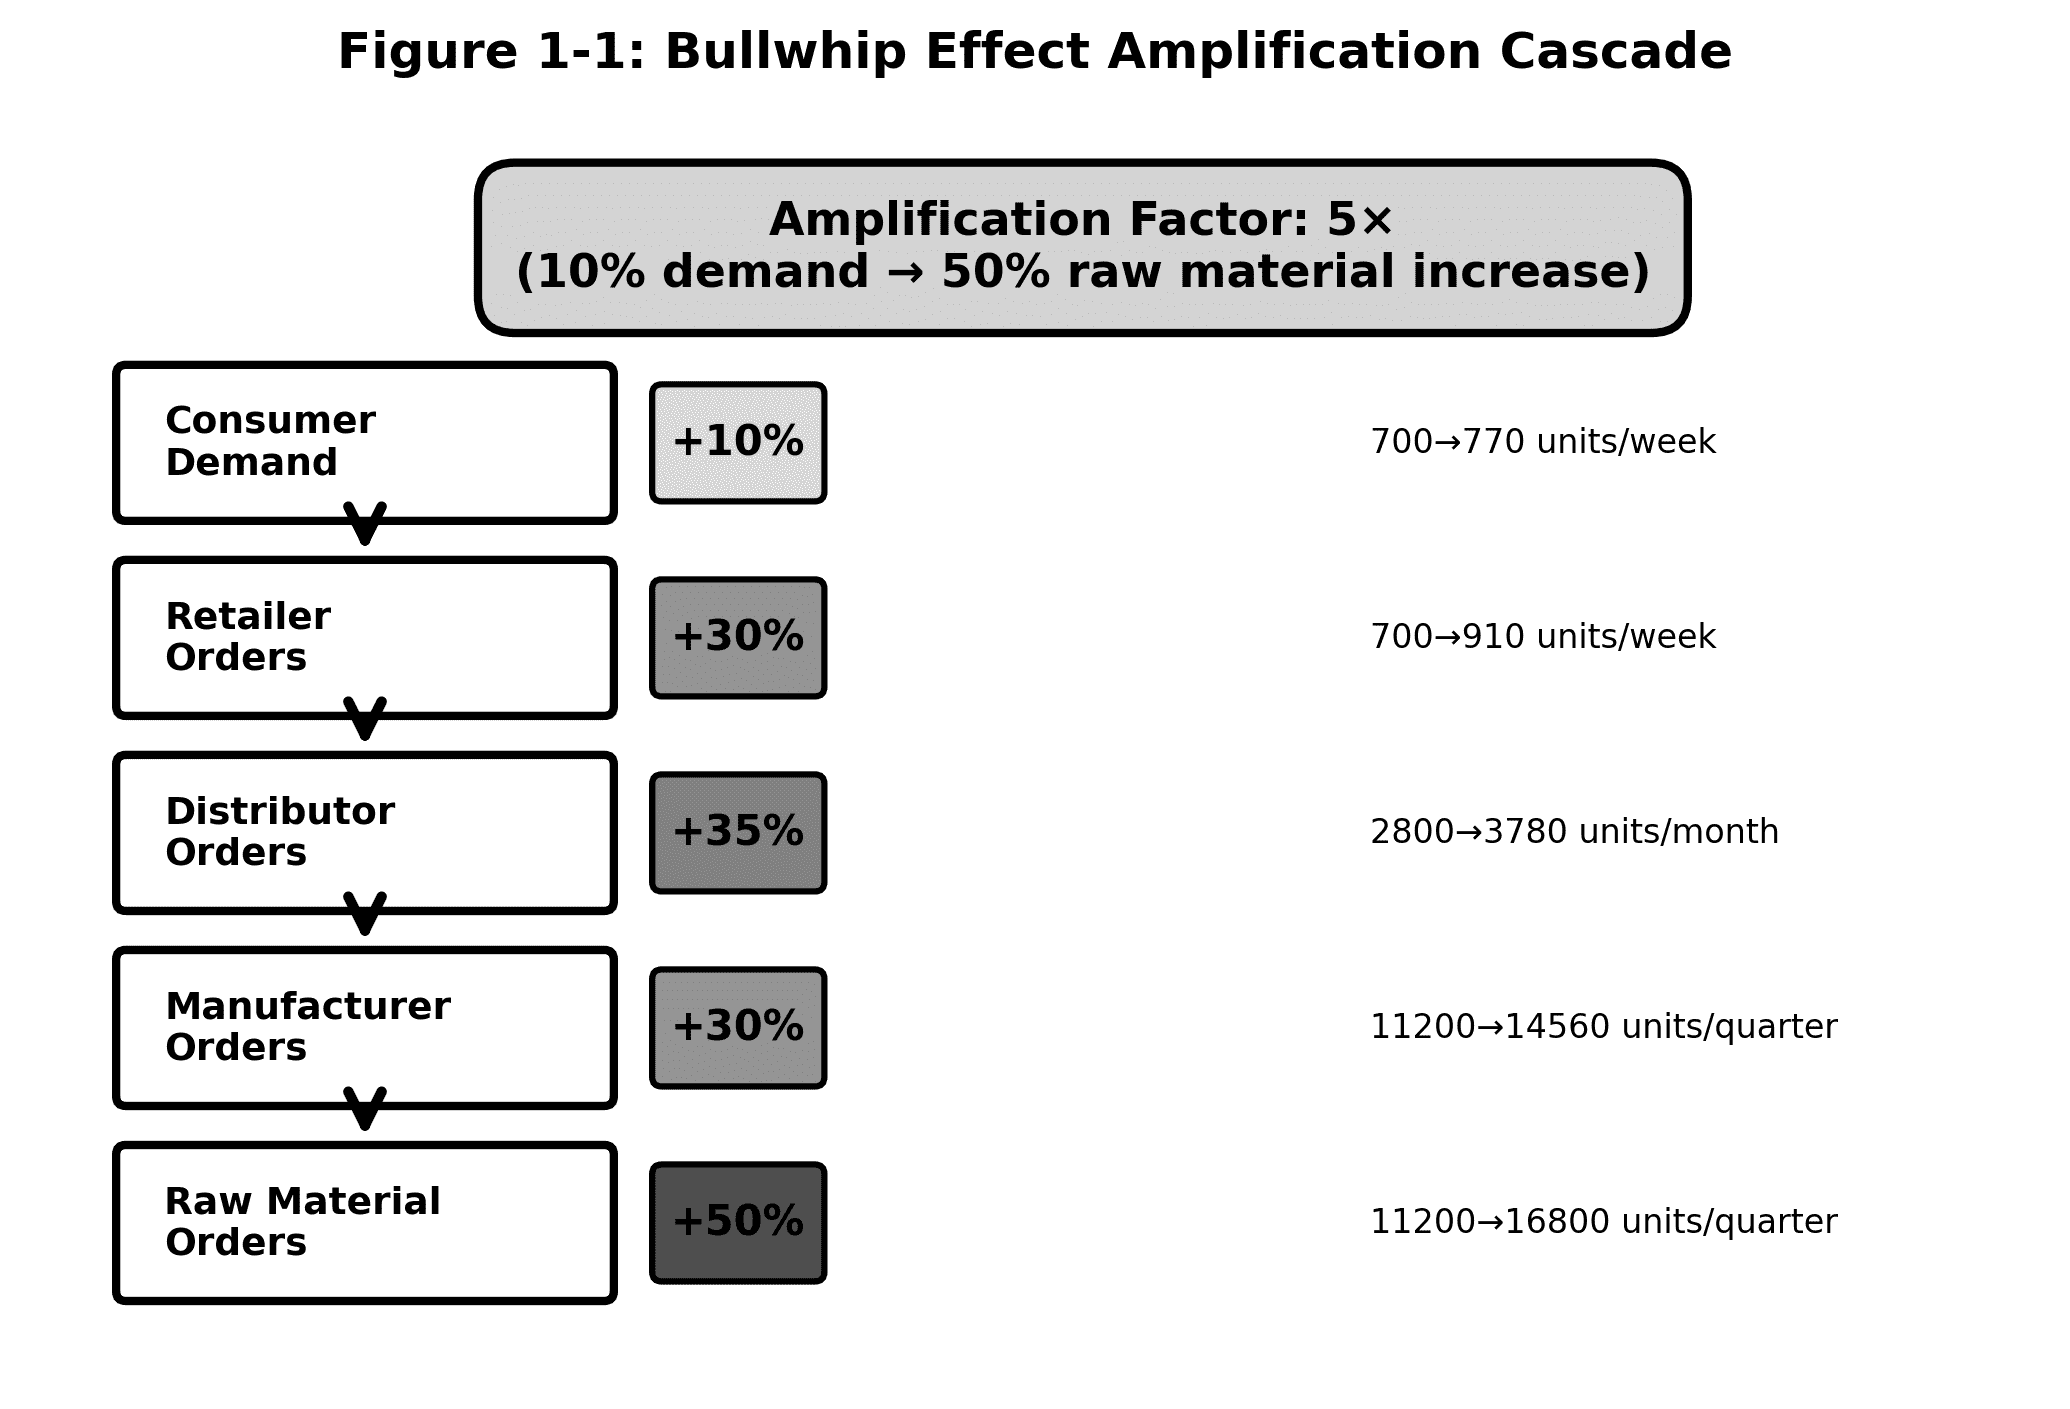 Figure 1-1: Bullwhip Effect Amplification Cascade
Amplification Factor: 5×
(10% demand → 50% raw material increase)
Consumer
Demand
+10%
700→770 units/week
Retailer
Orders
+30%
700→910 units/week
Distributor
Orders
+35%
2800→3780 units/month
Manufacturer
Orders
+30%
11200→14560 units/quarter
Raw Material
Orders
+50%
11200→16800 units/quarter